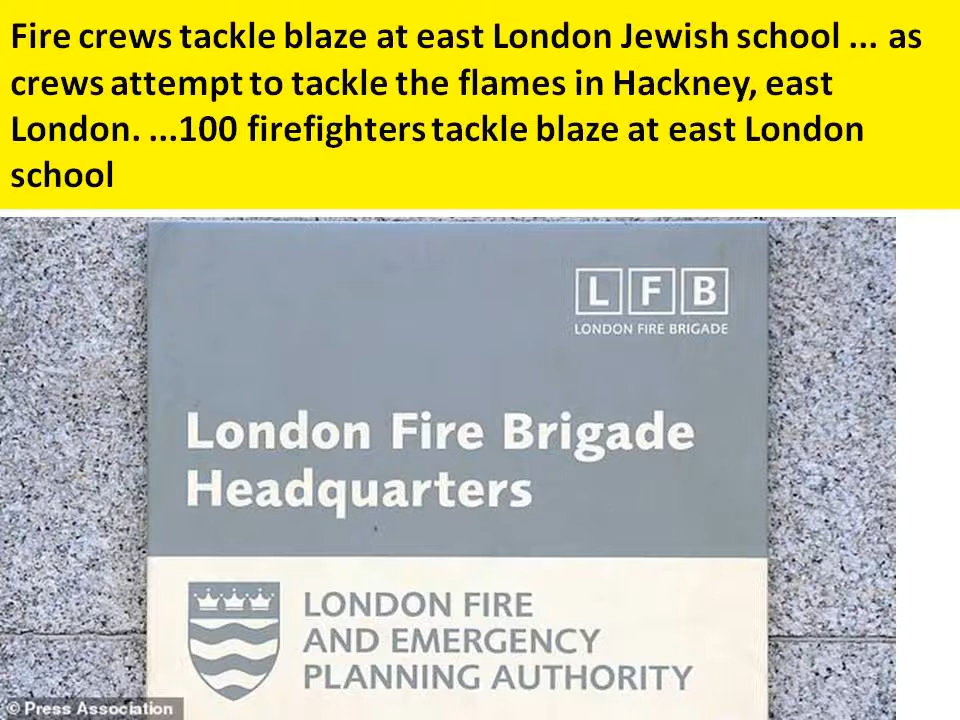 Fire crews tackle blaze at east London Jewish school ... as
crews attempt to tackle the flames in Hackney, east
London. ...100 firefighters tackle blaze at east London
school
L F B
LONDON FIRE BRIGADE
London Fire Brigade
Headquarters
LONDON FIRE
AND EMERGENCY
PLANNING AUTHORITY
© Press Association